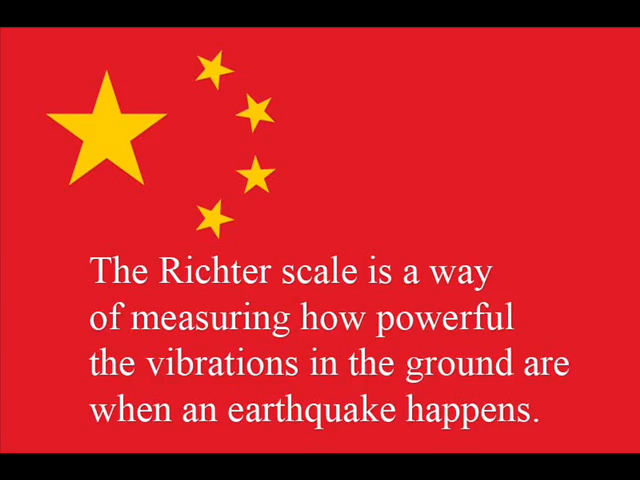 The Richter scale is a way
of measuring how powerful
the vibrations in the ground are
when an earthquake happens.